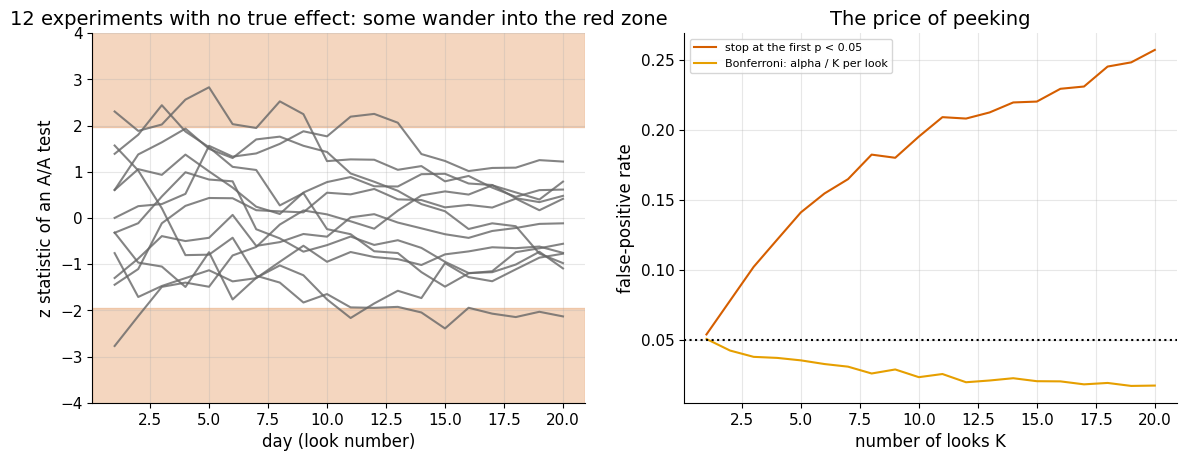 12 experiments with no true effect: some wander into the red zone
4
3
2
1
0
−1
−2
−3
−4
z statistic of an A/A test
2.5 5.0 7.5 10.0 12.5 15.0 17.5 20.0
day (look number)
The price of peeking
stop at the first p < 0.05
Bonferroni: alpha / K per look
0.25
0.20
0.15
0.10
0.05
false-positive rate
2.5 5.0 7.5 10.0 12.5 15.0 17.5 20.0
number of looks K